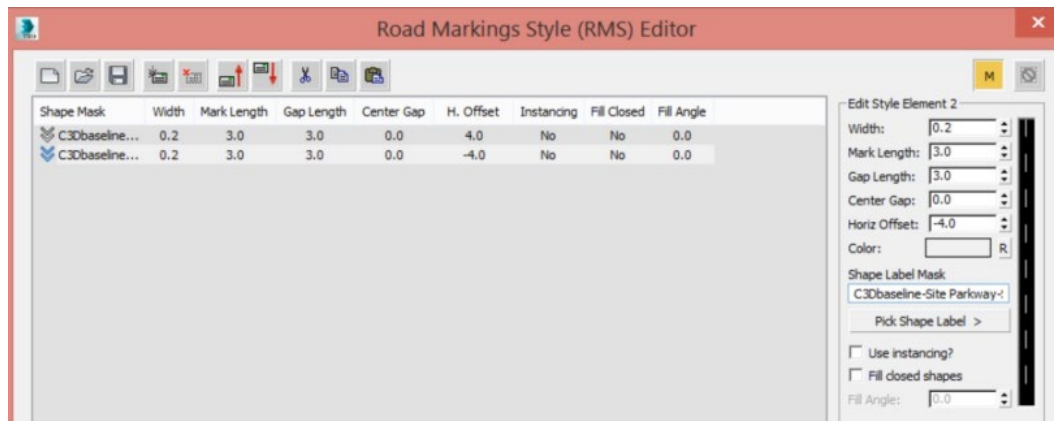 Road Markings Style (RMS) Editor
M
Shape Mask Width Mark Length Gap Length Center Gap H. Offset Instancing Fill Closed Fill Angle
C3Dbaseline... 0.2 3.0 3.0 0.0 4.0 No No 0.0
C3Dbaseline... 0.2 3.0 3.0 0.0 -4.0 No No 0.0
Edit Style Element 2
Width: 0.2
Mark Length: 3.0
Gap Length: 3.0
Center Gap: 0.0
Horiz Offset: -4.0
Color: R
Shape Label Mask
C3Dbaseline-Site Parkway-
Pick Shape Label >
Use instancing?
Fill closed shapes
Fill Angle: 0.0